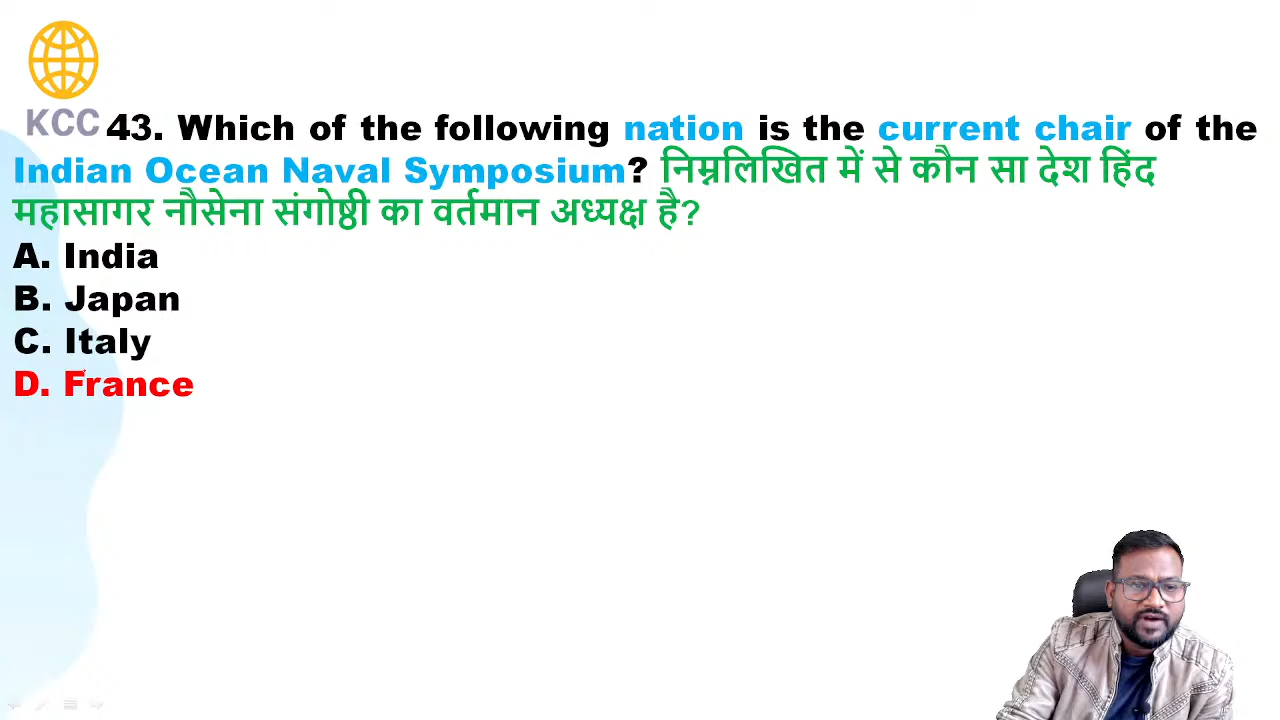 KCC
43. Which of the following nation is the current chair of the
Indian Ocean Naval Symposium? निम्नलिखित में से कौन सा देश हिंद
महासागर नौसेना संगोष्ठी का वर्तमान अध्यक्ष है?
A. India
B. Japan
C. Italy
D. France